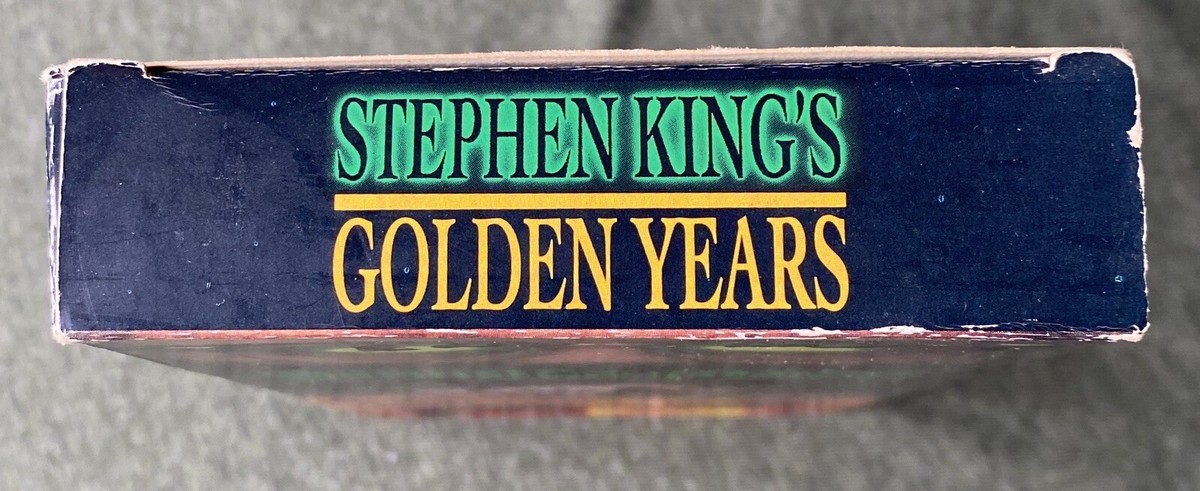 STEPHEN KING'S
GOLDEN YEARS